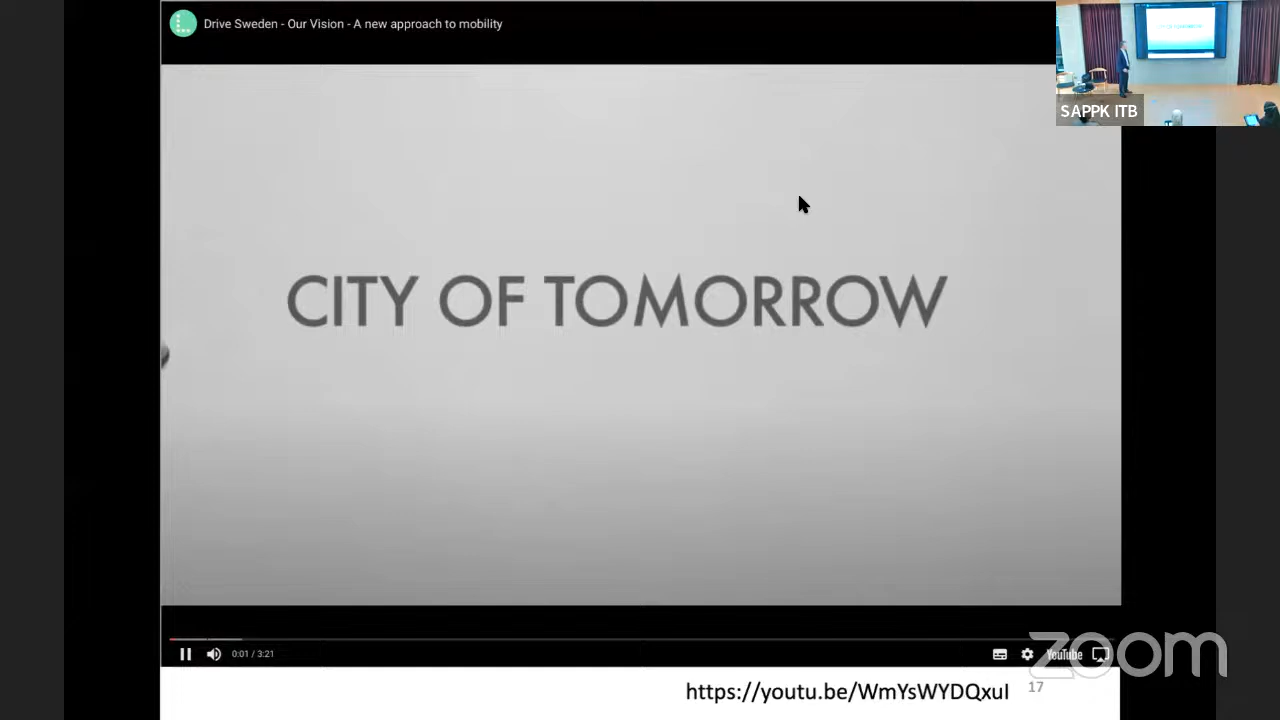 Drive Sweden - Our Vision - A new approach to mobility
SAPPK ITB
CITY OF TOMORROW
0:01 / 3:21
YouTube
zoom
https://youtu.be/WmYsWYDQxuI
17